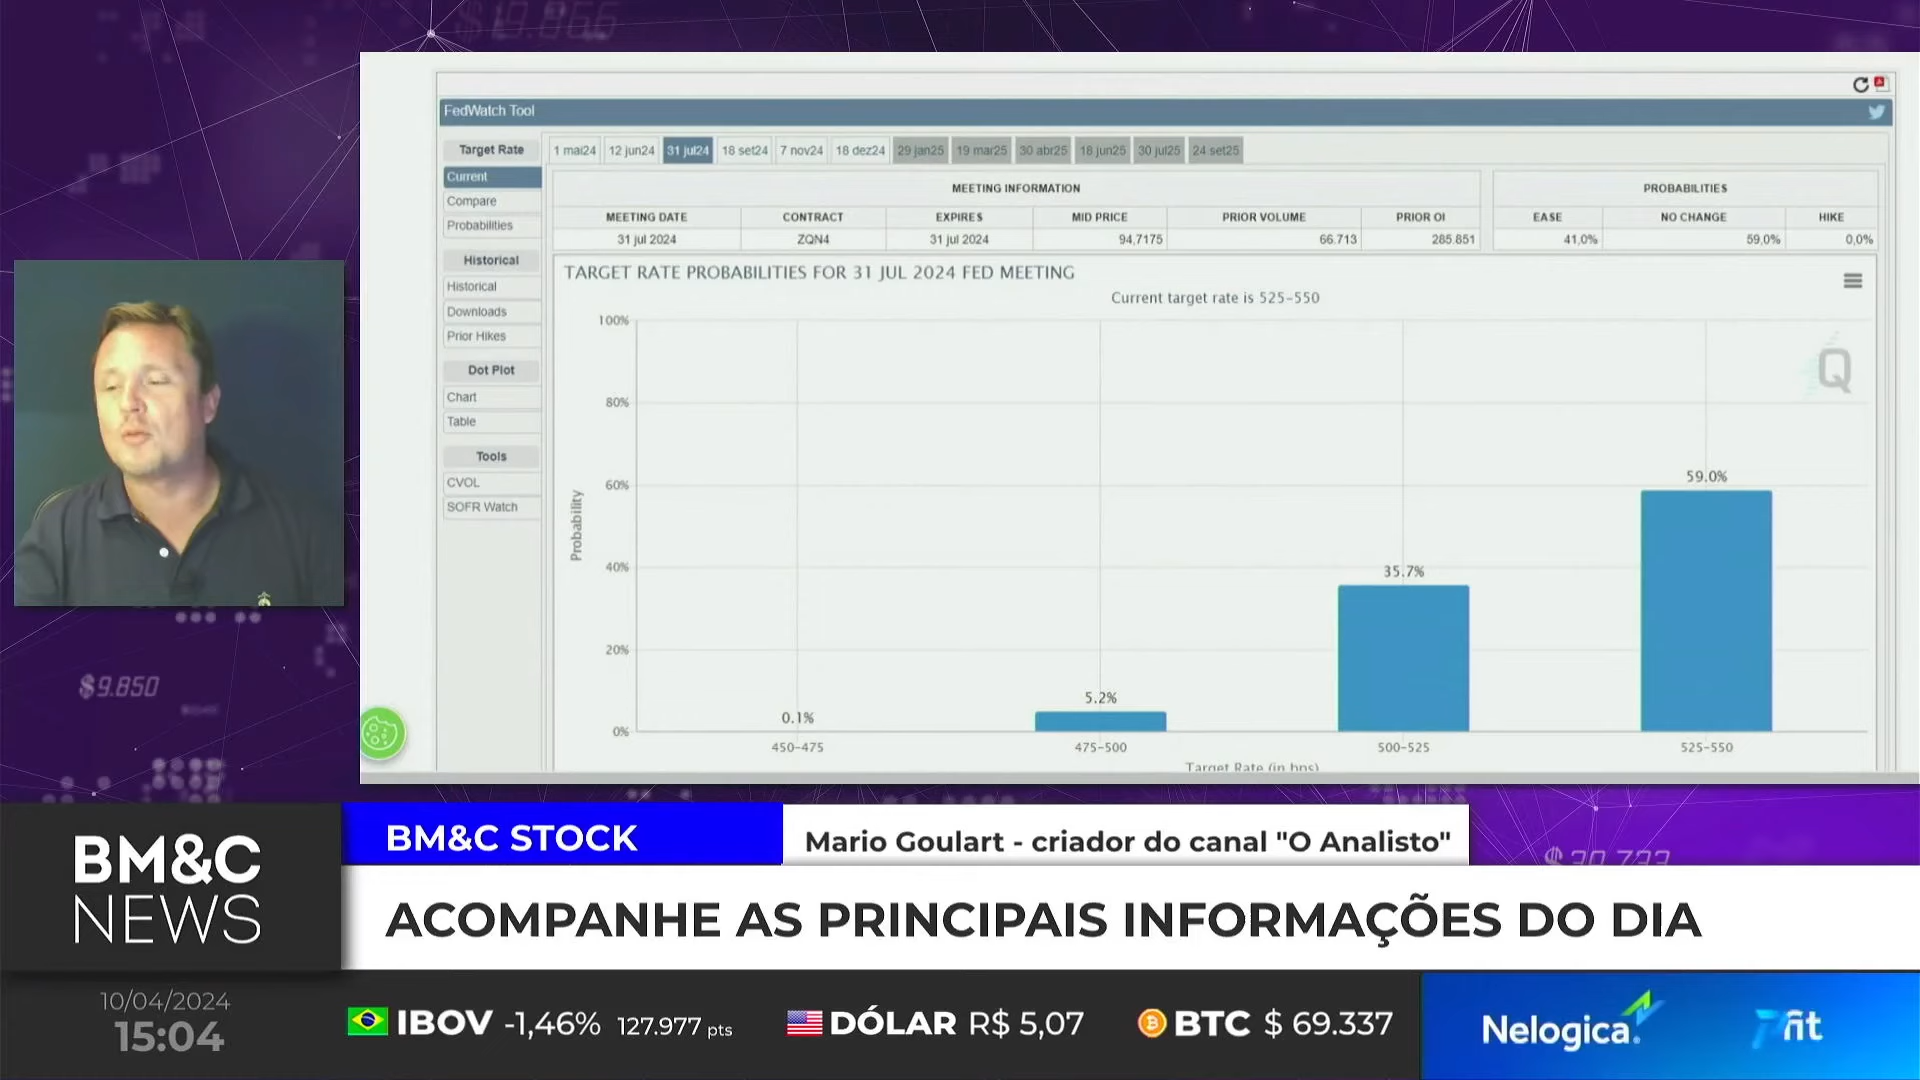 $19.866
FedWatch Tool
Target Rate
1 mai24 12 jun24 31 jul24 18 set24 7 nov24 18 dez24 29 jan25 19 mar25 30 abr25 18 jun25 30 jul25 24 set25
Current
Compare
Probabilities
Historical
Historical
Downloads
Prior Hikes
Dot Plot
Chart
Table
Tools
CVOL
SOFR Watch
MEETING INFORMATION
MEETING DATE CONTRACT EXPIRES MID PRICE PRIOR VOLUME PRIOR OI
31 jul 2024 ZQN4 31 jul 2024 94,7175 66.713 285.851
PROBABILITIES
EASE NO CHANGE HIKE
41,0% 59,0% 0,0%
TARGET RATE PROBABILITIES FOR 31 JUL 2024 FED MEETING
Current target rate is 525-550
100%
80%
60%
40%
20%
0%
Probability
Q
0.1%
5.2%
35.7%
59.0%
450-475 475-500 500-525 525-550
Target Rate (in bps)
$9.850
BM&C STOCK
Mario Goulart - criador do canal "O Analisto"
$30.733
BM&C
NEWS
ACOMPANHE AS PRINCIPAIS INFORMAÇÕES DO DIA
10/04/2024
15:04
IBOV -1,46% 127.977 pts DÓLAR R$ 5,07 BTC $ 69.337
Nelogica
fit